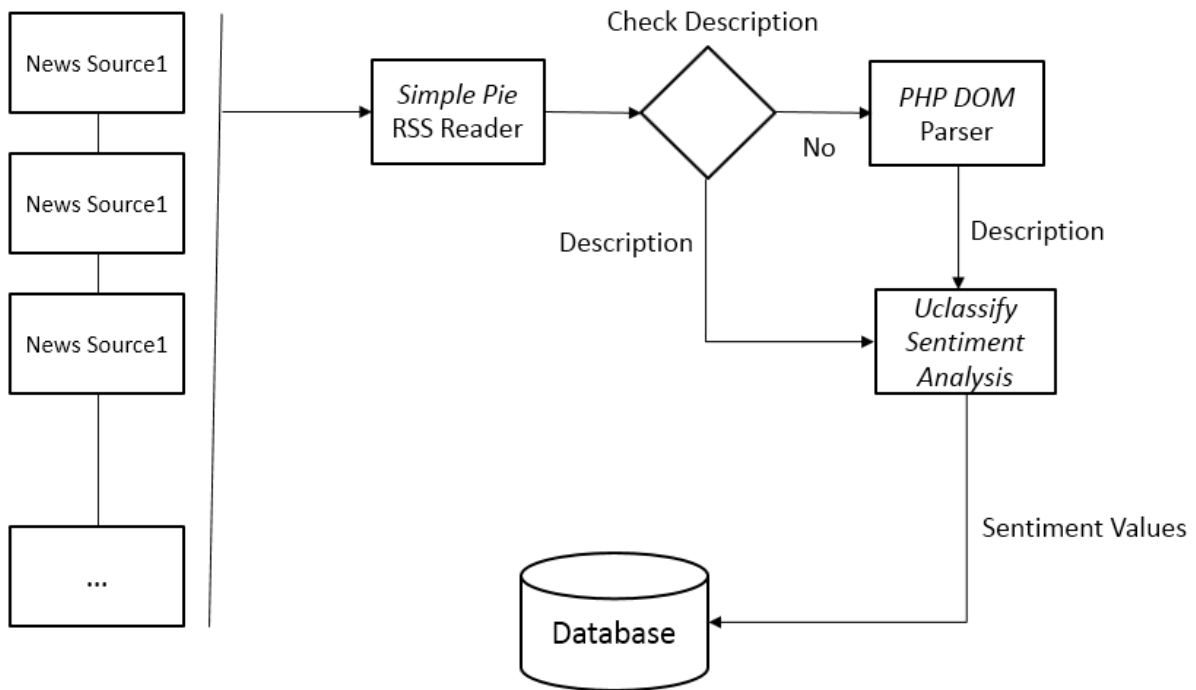 Check Description
News Source1
Simple Pie
RSS Reader
PHP DOM
Parser
No
News Source1
Description
Description
News Source1
Uclassify
Sentiment
Analysis
Sentiment Values
...
Database